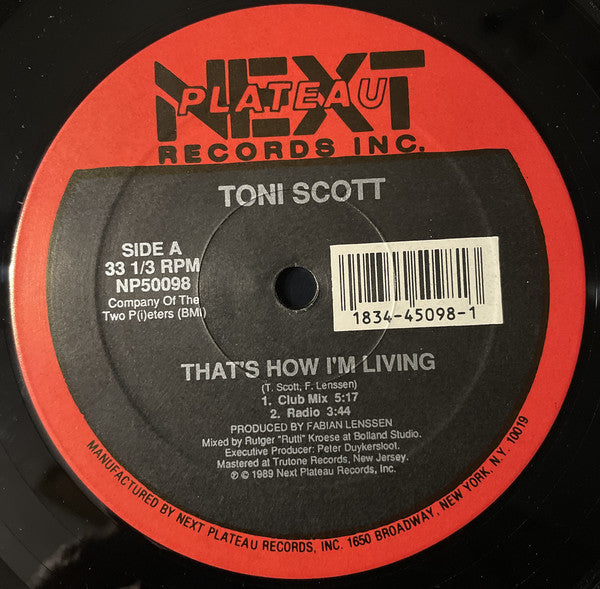 NEXT
PLATEAU
RECORDS INC.
TONI SCOTT
SIDE A
33 1/3 RPM
NP50098
Company Of The
Two P(i)eters (BMI)
1834-45098-1
THAT'S HOW I'M LIVING
(T. Scott, F. Lenssen)
1. Club Mix 5:17
2. Radio 3:44
PRODUCED BY FABIAN LENSSEN
Mixed by Rutger "Rutti" Kroese at Bolland Studio.
Executive Producer: Peter Duykersloot.
Mastered at Trutone Records, New Jersey.
℗ © 1989 Next Plateau Records, Inc.
MANUFACTURED BY NEXT PLATEAU RECORDS, INC. 1650 BROADWAY, NEW YORK, N.Y. 10019